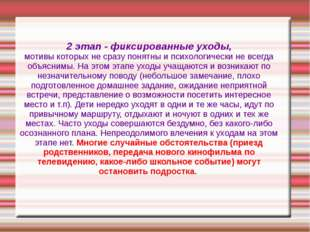 2 этап - фиксированные уходы,
мотивы которых не сразу понятны и психологически не всегда
объяснимы. На этом этапе уходы учащаются и возникают по
незначительному поводу (небольшое замечание, плохо
подготовленное домашнее задание, ожидание неприятной
встречи, представление о возможности посетить интересное
место и т.п). Дети нередко уходят в одни и те же часы, идут по
привычному маршруту, отдыхают и ночуют в одних и тех же
местах. Часто уходы совершаются бездумно, без какого-либо
осознанного плана. Непреодолимого влечения к уходам на этом
этапе нет. Многие случайные обстоятельства (приезд
родственников, передача нового кинофильма по
телевидению, какое-либо школьное событие) могут
остановить подростка.